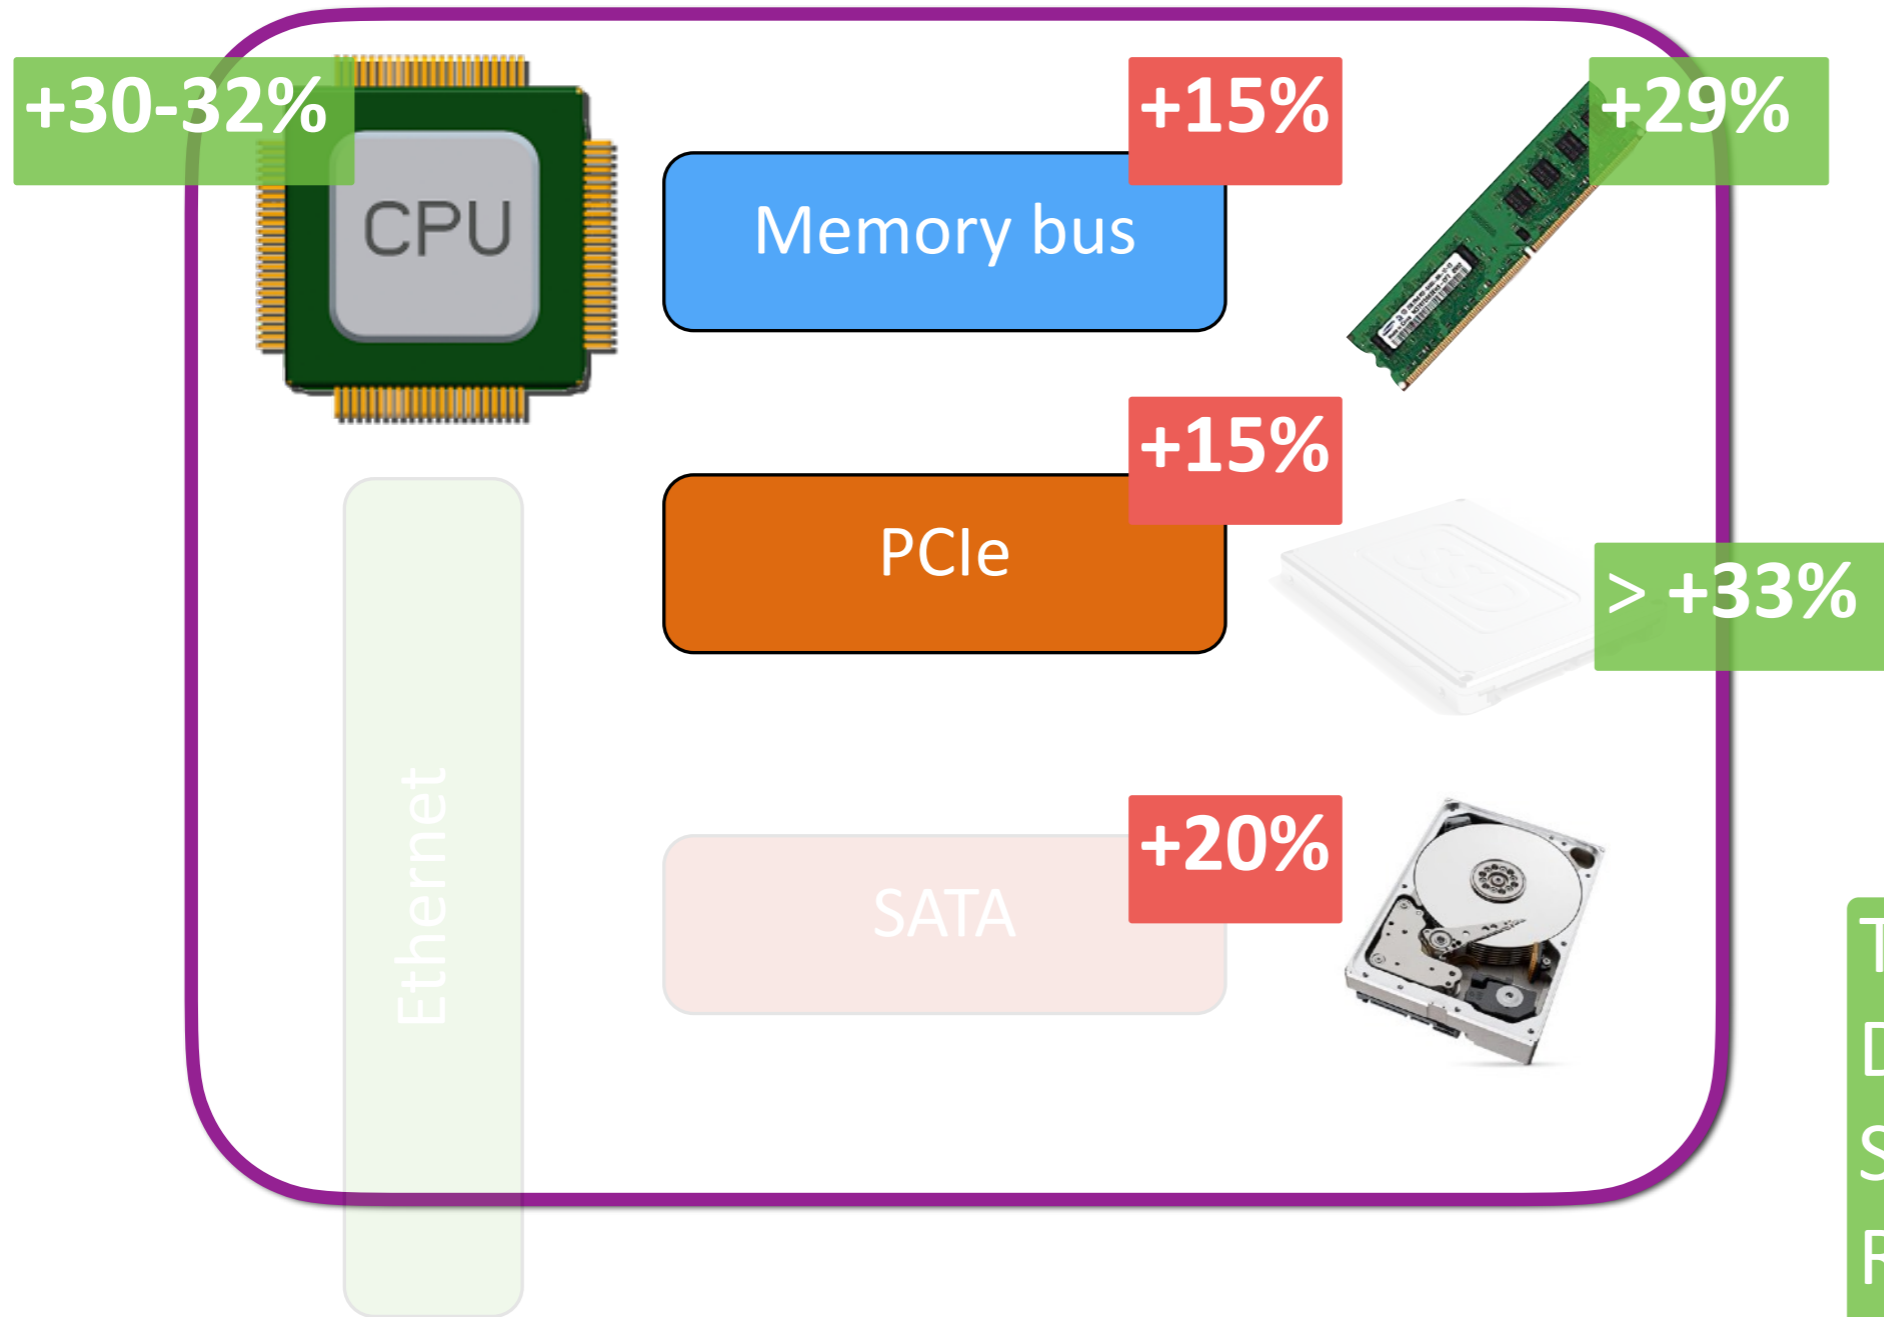 +30-32%
CPU
+15%
Memory bus
+29%
+15%
PCIe
> +33%
Ethernet
+20%
SATA
T
D
S
R